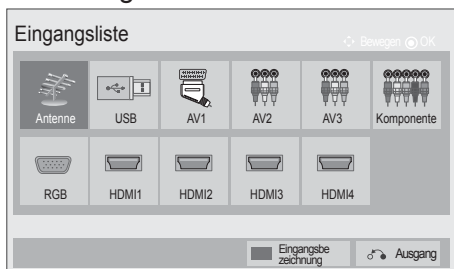 Eingangsliste
Bewegen OK
Antenne USB AV1 AV2 AV3 Komponente
RGB HDMI1 HDMI2 HDMI3 HDMI4
Eingangsbe
zeichnung
Ausgang